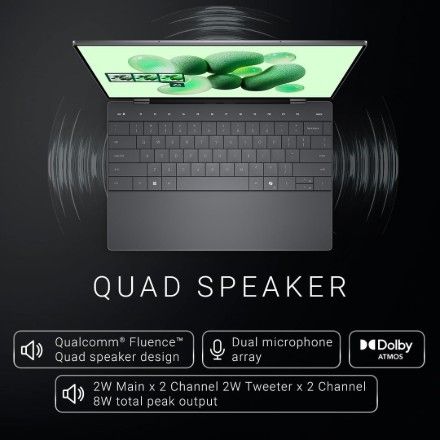 QUAD SPEAKER
Qualcomm® Fluence™
Quad speaker design
Dual microphone
array
Dolby
ATMOS
2W Main x 2 Channel 2W Tweeter x 2 Channel
8W total peak output